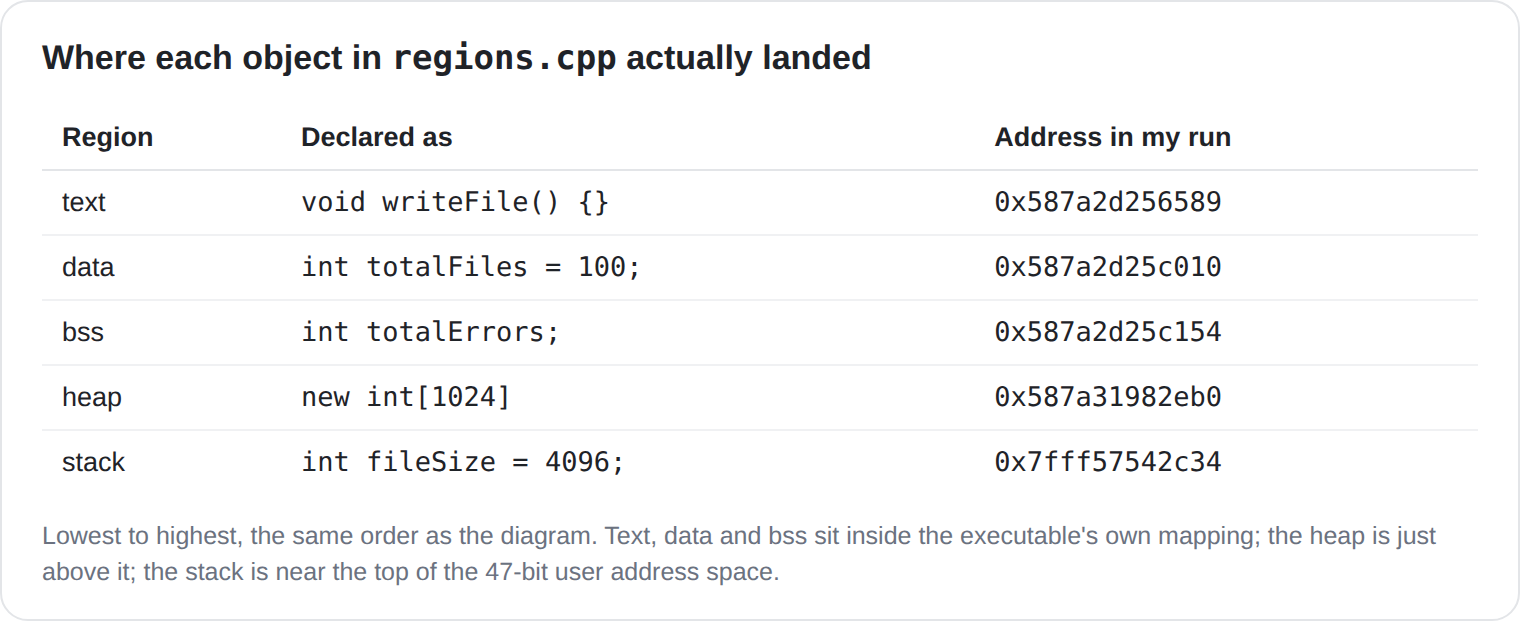 Where each object in regions.cpp actually landed
Region Declared as Address in my run
text void writeFile() {} 0x587a2d256589
data int totalFiles = 100; 0x587a2d25c010
bss int totalErrors; 0x587a2d25c154
heap new int[1024] 0x587a31982eb0
stack int fileSize = 4096; 0x7fff57542c34
Lowest to highest, the same order as the diagram. Text, data and bss sit inside the executable's own mapping; the heap is just
above it; the stack is near the top of the 47-bit user address space.